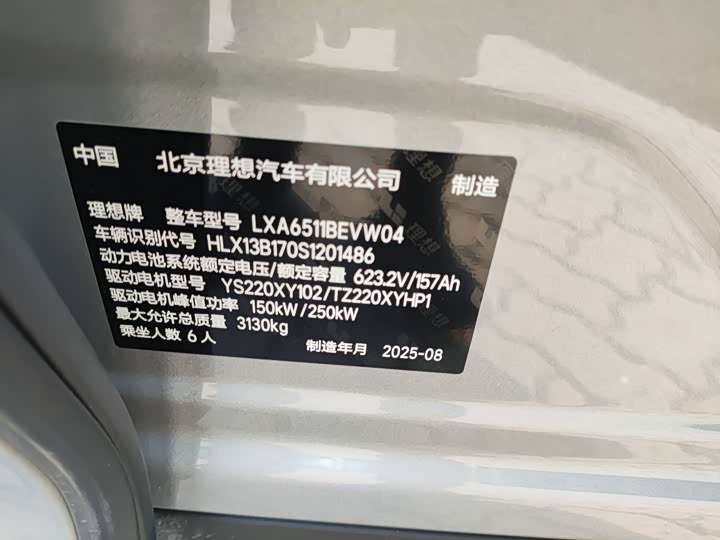 中国 北京理想汽车有限公司 制造
理想牌 整车型号 LXA6511BEVW04
车辆识别代号 HLX13B170S1201486
动力电池系统额定电压/额定容量 623.2V/157Ah
驱动电机型号 YS220XY102/TZ220XYHP1
驱动电机峰值功率 150kW/250kW
最大允许总质量 3130kg
乘坐人数 6人 制造年月 2025-08